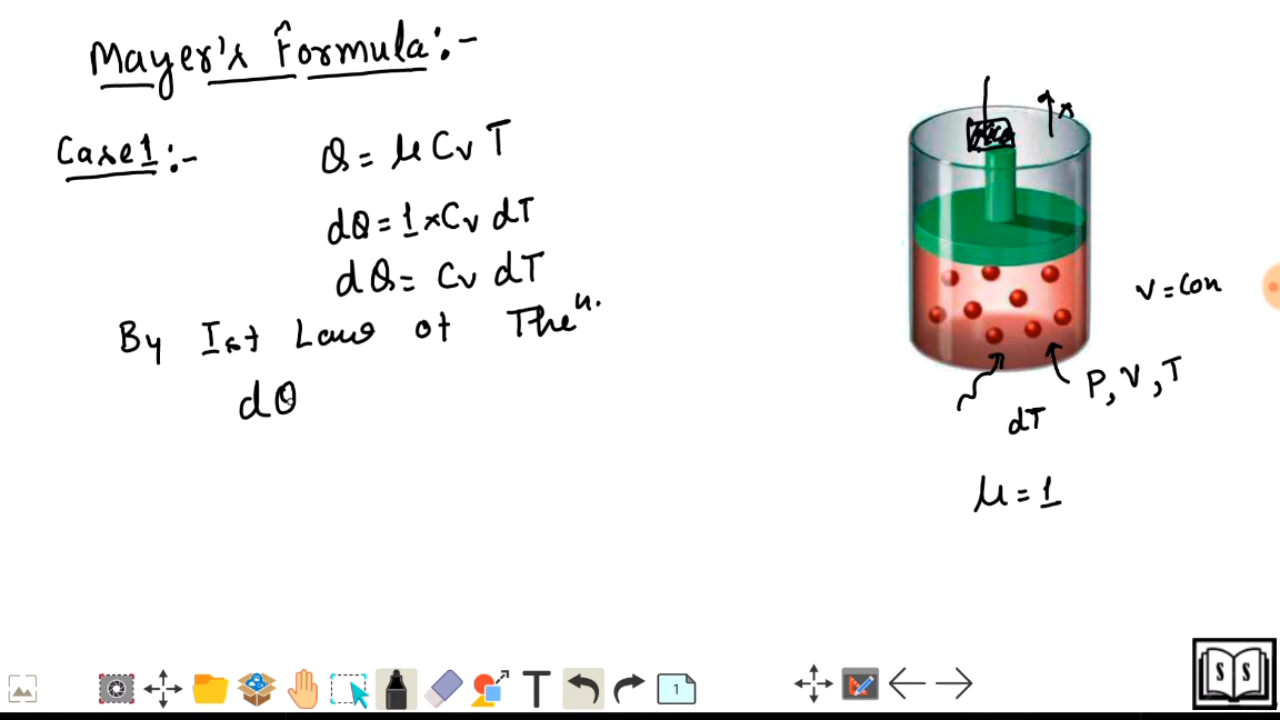 Mayer's Formula:-
Case 1:-
Q = μ Cv T
dQ = 1 × Cv dT
dQ = Cv dT
By Ist Law of The
dQ
x
V = Con
P, V, T
dT
μ = 1
T
1
S S